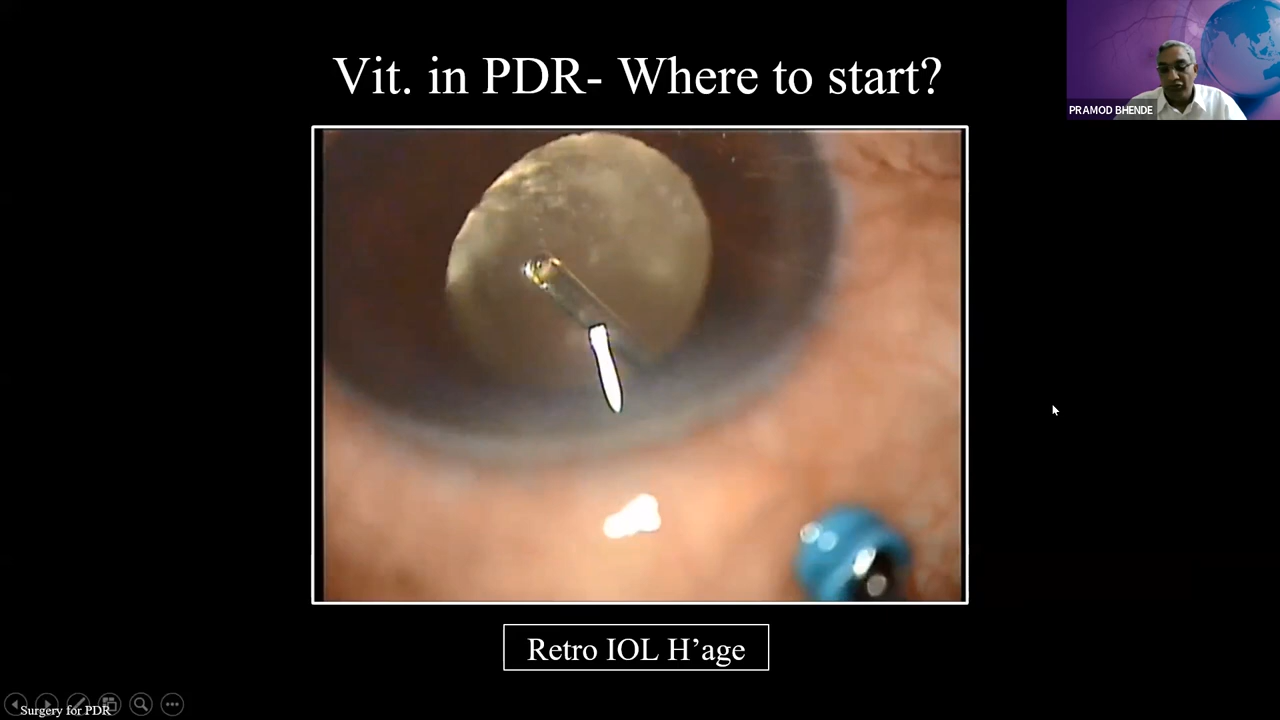 Vit. in PDR- Where to start?
PRAMOD BHENDE
Retro IOL H’age
Surgery for PDR